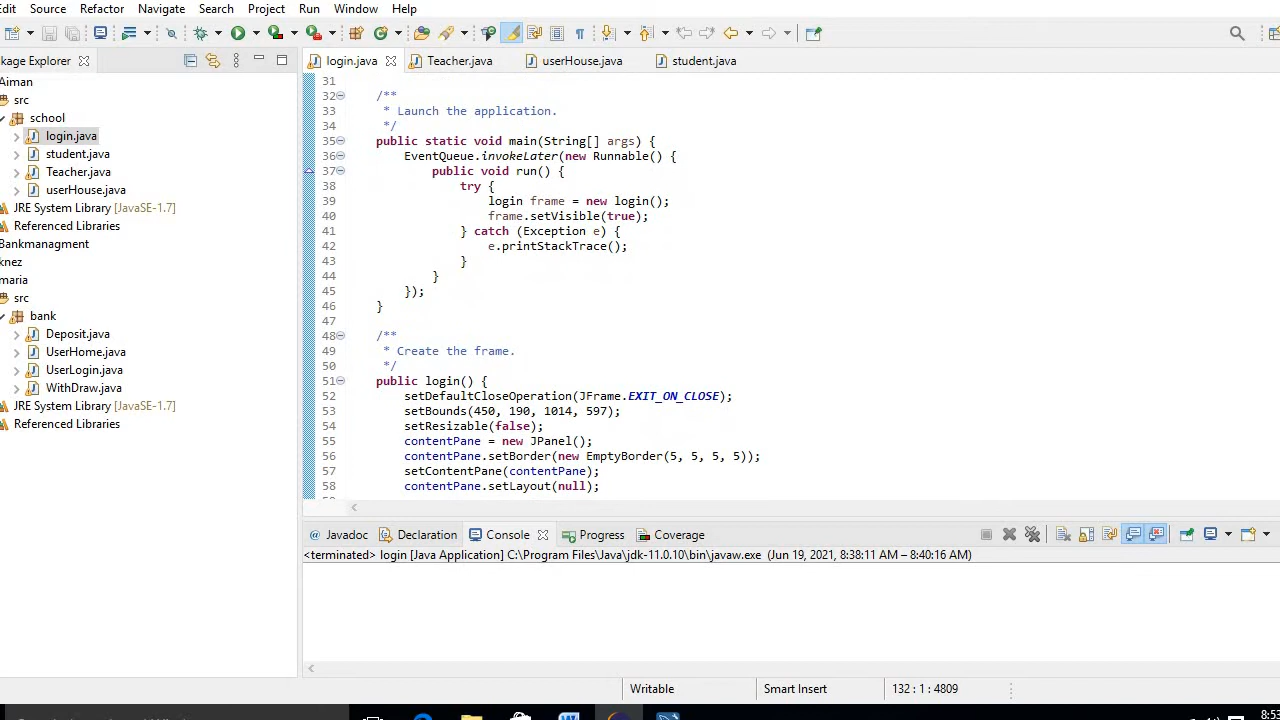 Edit Source Refactor Navigate Search Project Run Window Help
kage Explorer
login.java Teacher.java userHouse.java student.java
Aiman
src
school
login.java
student.java
Teacher.java
userHouse.java
JRE System Library [JavaSE-1.7]
Referenced Libraries
Bankmanagment
knez
maria
src
bank
Deposit.java
UserHome.java
UserLogin.java
WithDraw.java
JRE System Library [JavaSE-1.7]
Referenced Libraries
31
32 /**
33 * Launch the application.
34 */
35 public static void main(String[] args) {
36 EventQueue.invokeLater(new Runnable() {
37 public void run() {
38 try {
39 login frame = new login();
40 frame.setVisible(true);
41 } catch (Exception e) {
42 e.printStackTrace();
43 }
44 }
45 });
46 }
47
48 /**
49 * Create the frame.
50 */
51 public login() {
52 setDefaultCloseOperation(JFrame.EXIT_ON_CLOSE);
53 setBounds(450, 190, 1014, 597);
54 setResizable(false);
55 contentPane = new JPanel();
56 contentPane.setBorder(new EmptyBorder(5, 5, 5, 5));
57 setContentPane(contentPane);
58 contentPane.setLayout(null);
@ Javadoc Declaration Console Progress Coverage
<terminated> login [Java Application] C:\Program Files\Java\jdk-11.0.10\bin\javaw.exe (Jun 19, 2021, 8:38:11 AM – 8:40:16 AM)
Writable Smart Insert 132 : 1 : 4809